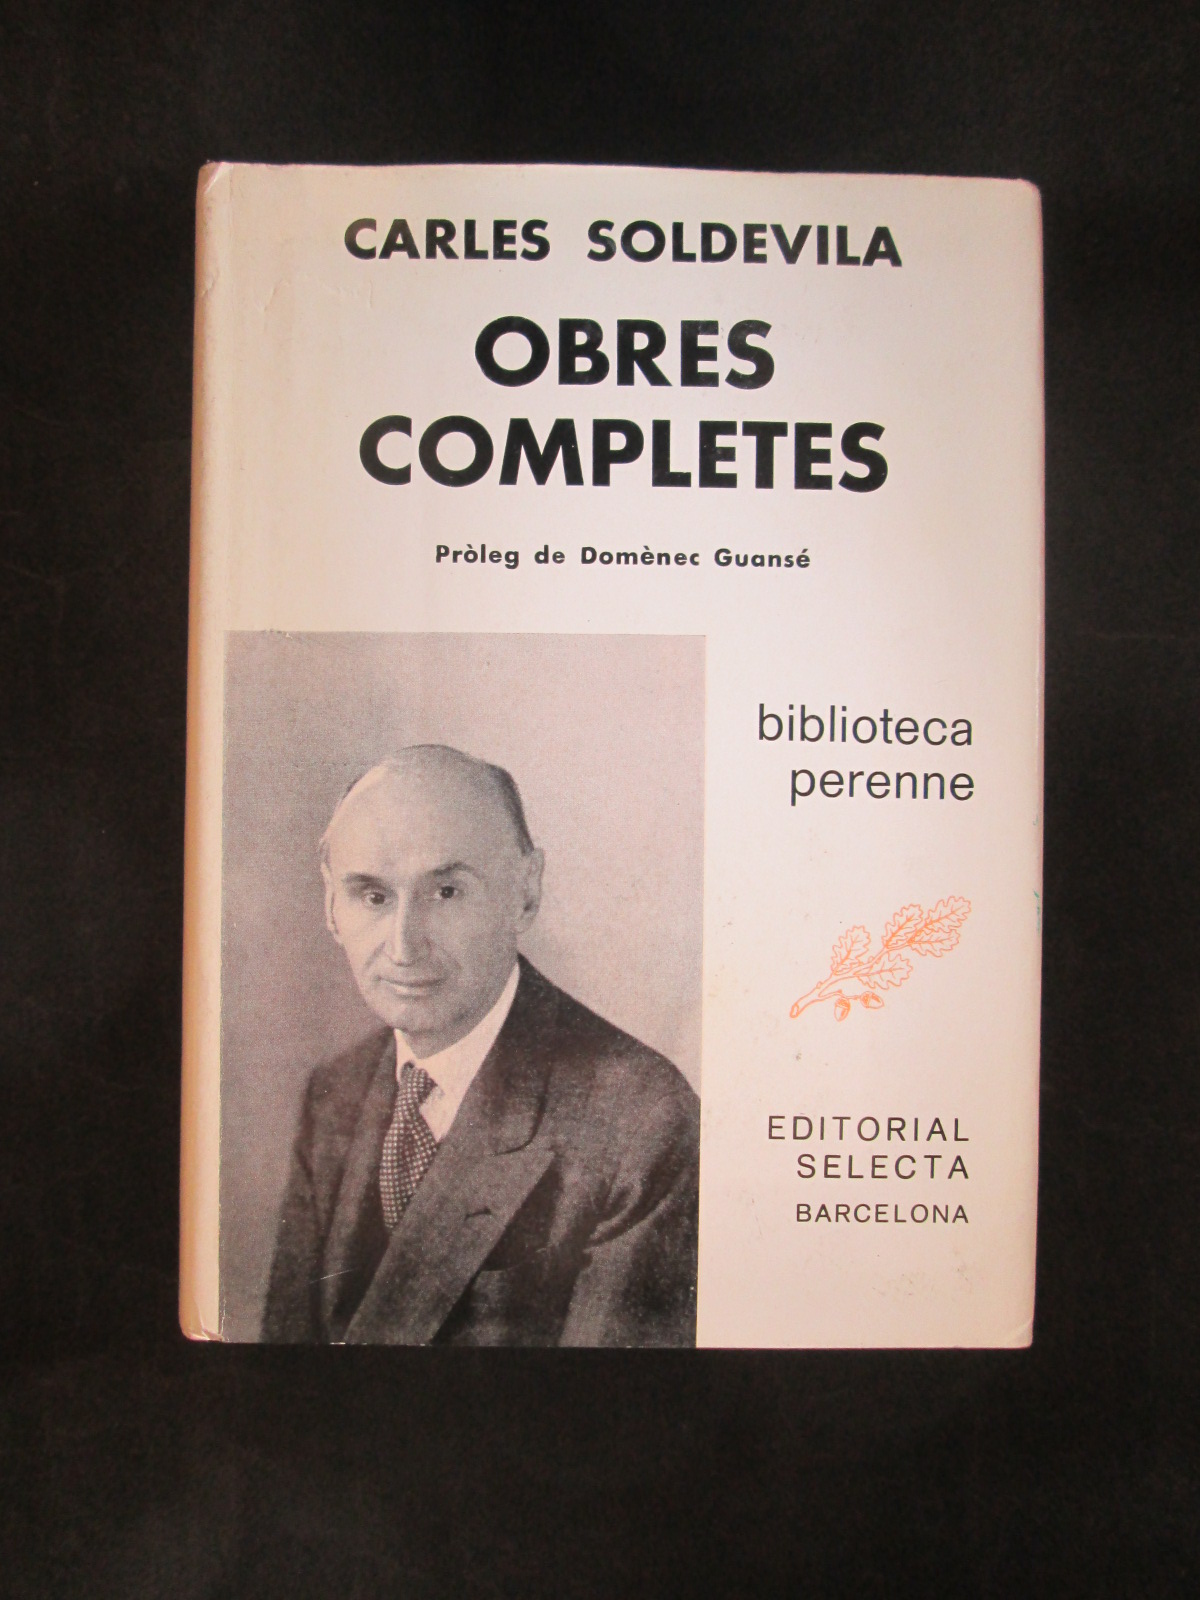 CARLES SOLDEVILA
OBRES
COMPLETES
Pròleg de Domènec Guansé
biblioteca
perenne
EDITORIAL
SELECTA
BARCELONA